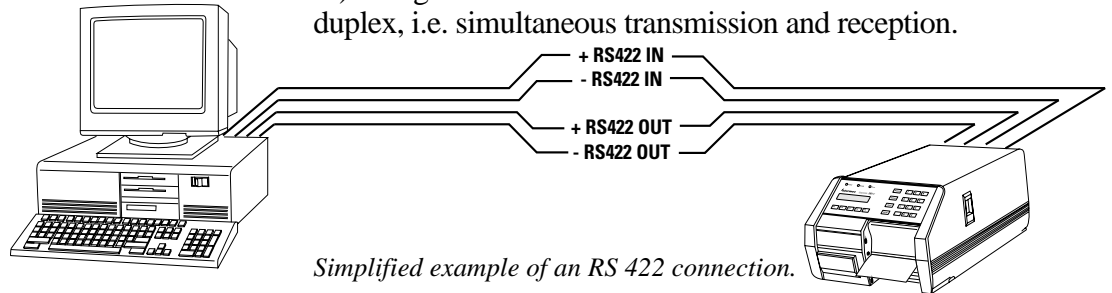 duplex, i.e. simultaneous transmission and reception.
+ RS422 IN
- RS422 IN
+ RS422 OUT
- RS422 OUT
Simplified example of an RS 422 connection.